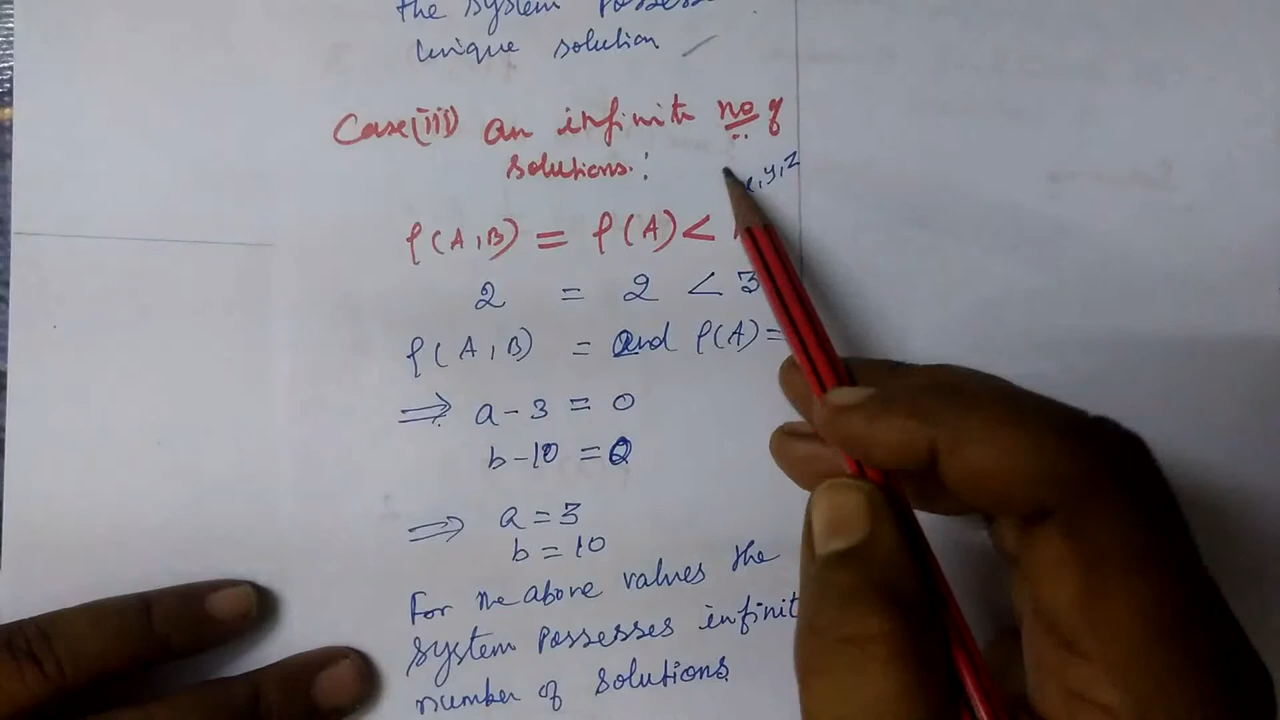 the system possess
Unique solution
Case(iii) an infinite no of
solutions:
x, y, z
ρ(A,B) = ρ(A) <
2 = 2 < 3
ρ(A,B) = and ρ(A) =
⇒ a - 3 = 0
b - 10 = 0
⇒ a = 3
b = 10
For the above values the
system possesses infinit
number of solutions